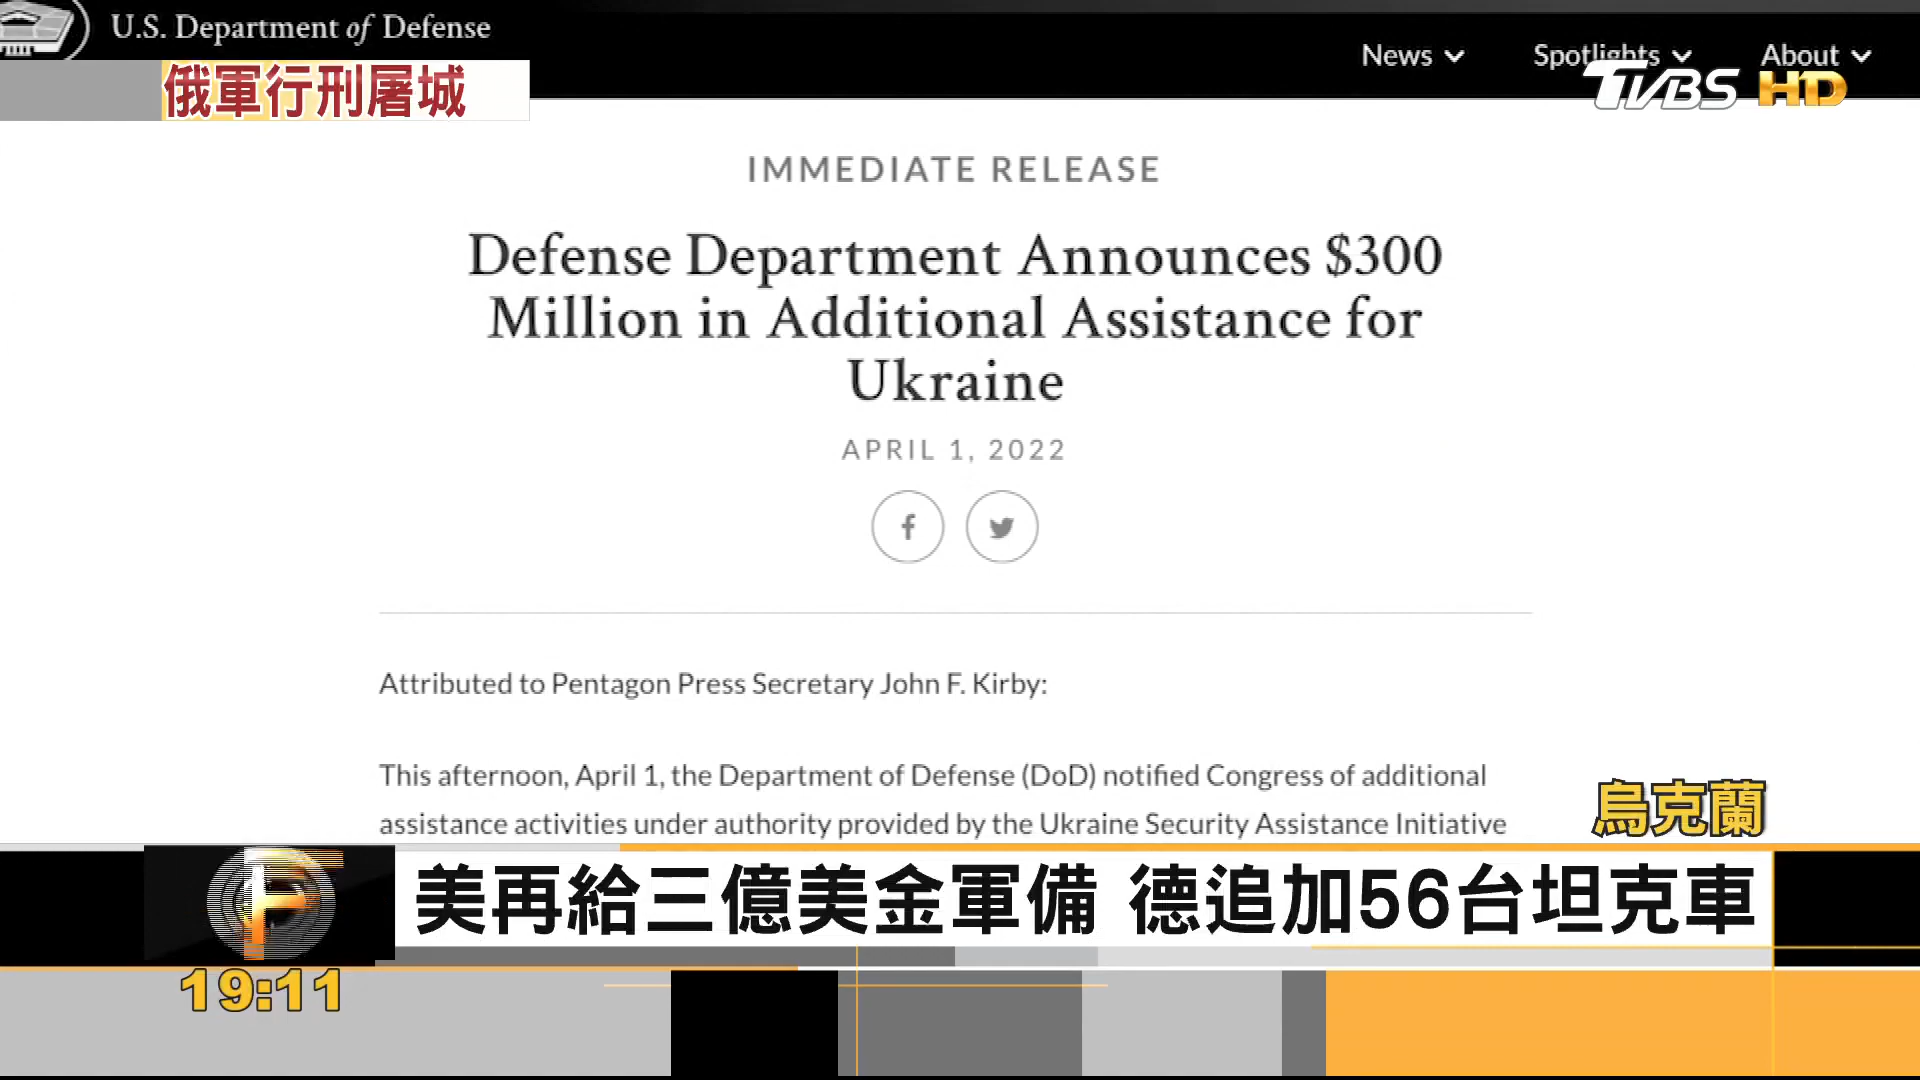 U.S. Department of Defense
News
Spotlights
About
俄軍行刑屠城
TVBS HD
IMMEDIATE RELEASE
Defense Department Announces $300
Million in Additional Assistance for
Ukraine
APRIL 1, 2022
Attributed to Pentagon Press Secretary John F. Kirby:
This afternoon, April 1, the Department of Defense (DoD) notified Congress of additional
assistance activities under authority provided by the Ukraine Security Assistance Initiative
烏克蘭
美再給三億美金軍備 德追加56台坦克車
19:11